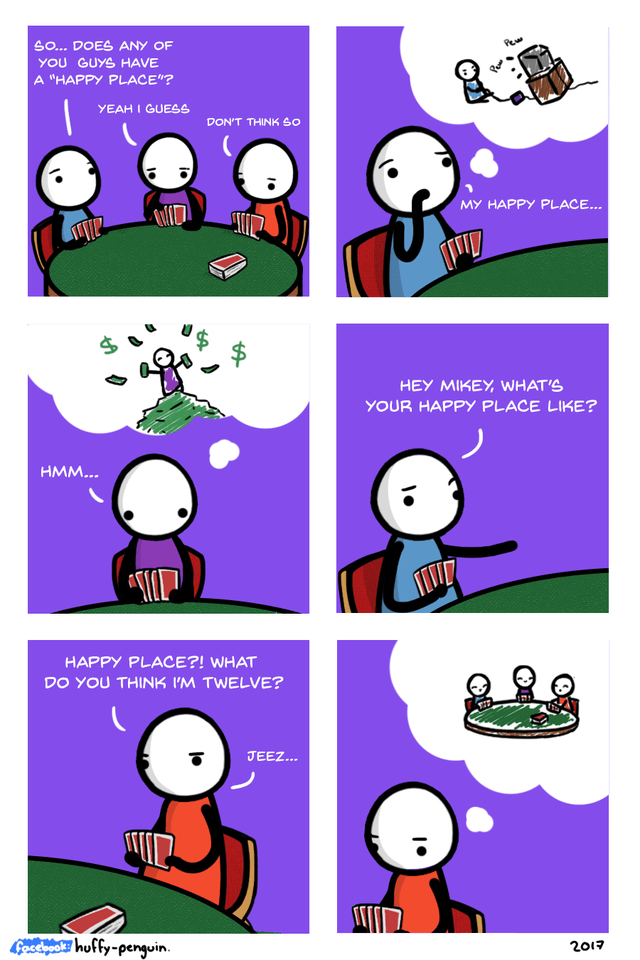 SO... DOES ANY OF
YOU GUYS HAVE
A "HAPPY PLACE"?
YEAH I GUESS
DON'T THINK SO
Pew
Pew
MY HAPPY PLACE...
$
$
$
HMM...
HEY MIKEY, WHAT'S
YOUR HAPPY PLACE LIKE?
HAPPY PLACE?! WHAT
DO YOU THINK I'M TWELVE?
JEEZ...
facebook: huffy-penguin.
2017